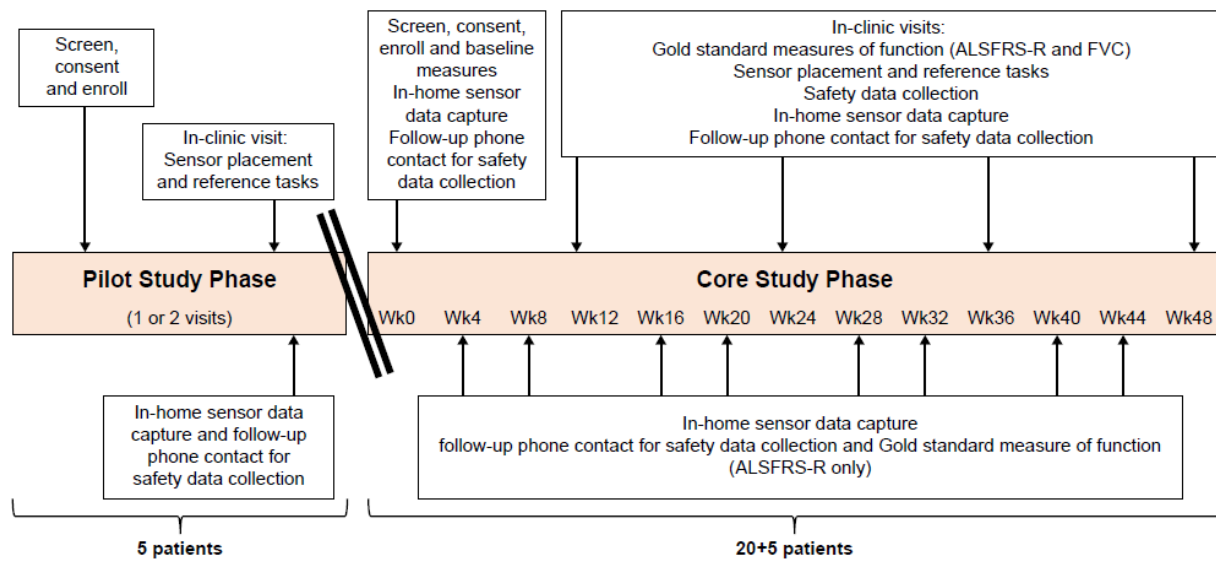 Screen,
consent
and enroll
In-clinic visit:
Sensor placement
and reference tasks
Screen, consent,
enroll and baseline
measures
In-home sensor
data capture
Follow-up phone
contact for safety
data collection
In-clinic visits:
Gold standard measures of function (ALSFRS-R and FVC)
Sensor placement and reference tasks
Safety data collection
In-home sensor data capture
Follow-up phone contact for safety data collection
Pilot Study Phase
(1 or 2 visits)
Core Study Phase
Wk0 Wk4 Wk8 Wk12 Wk16 Wk20 Wk24 Wk28 Wk32 Wk36 Wk40 Wk44 Wk48
In-home sensor data
capture and follow-up
phone contact for
safety data collection
In-home sensor data capture
follow-up phone contact for safety data collection and Gold standard measure of function
(ALSFRS-R only)
5 patients
20+5 patients